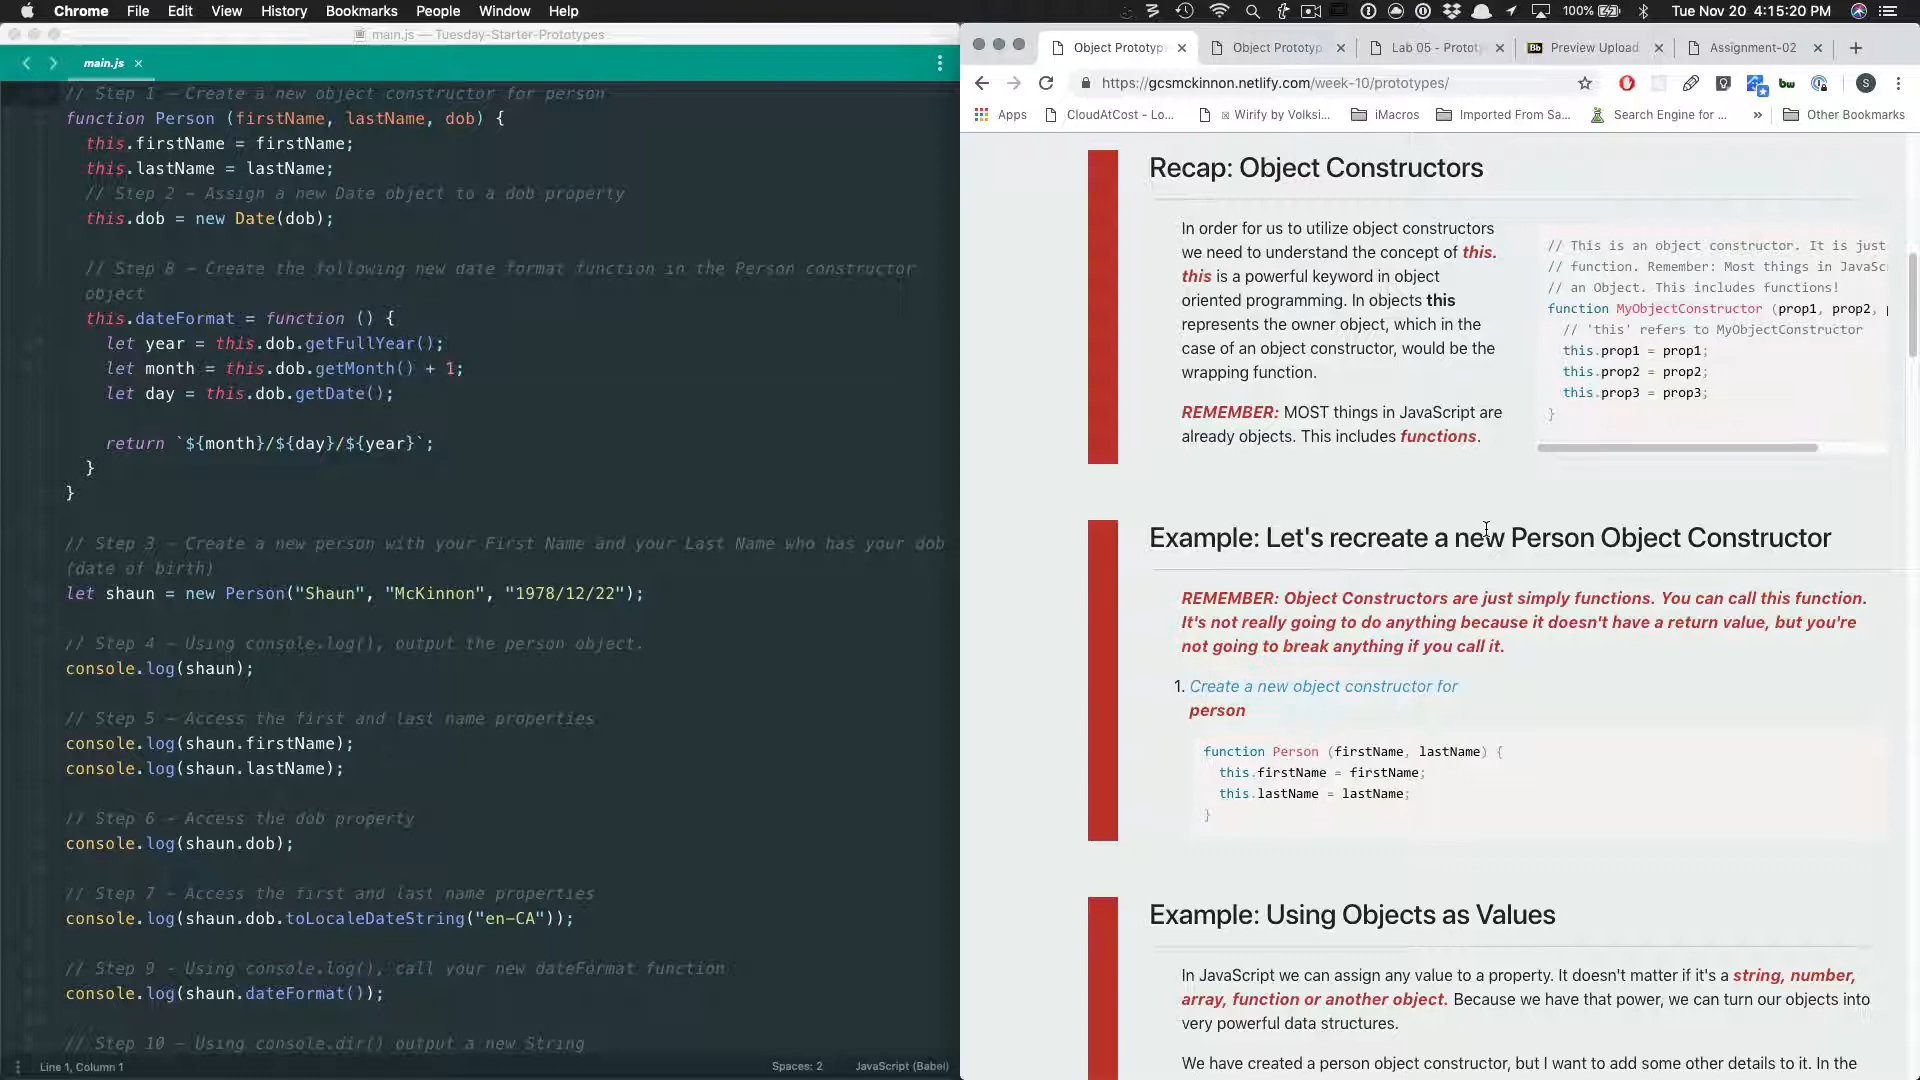 Chrome File Edit View History Bookmarks People Window Help
100% Tue Nov 20 4:15:20 PM
main.js — Tuesday-Starter-Prototypes
main.js ×
// Step 1 – Create a new object constructor for person
function Person (firstName, lastName, dob) {
this.firstName = firstName;
this.lastName = lastName;
// Step 2 – Assign a new Date object to a dob property
this.dob = new Date(dob);
// Step 8 – Create the following new date format function in the Person constructor
object
this.dateFormat = function () {
let year = this.dob.getFullYear();
let month = this.dob.getMonth() + 1;
let day = this.dob.getDate();
return `${month}/${day}/${year}`;
}
}
// Step 3 – Create a new person with your First Name and your Last Name who has your dob
(date of birth)
let shaun = new Person("Shaun", "McKinnon", "1978/12/22");
// Step 4 – Using console.log(), output the person object.
console.log(shaun);
// Step 5 – Access the first and last name properties
console.log(shaun.firstName);
console.log(shaun.lastName);
// Step 6 – Access the dob property
console.log(shaun.dob);
// Step 7 – Access the first and last name properties
console.log(shaun.dob.toLocaleDateString("en-CA"));
// Step 9 - Using console.log(), call your new dateFormat function
console.log(shaun.dateFormat());
// Step 10 – Using console.dir() output a new String
Line 1, Column 1 Spaces: 2 JavaScript (Babel)
Object Prototyp × Object Prototyp × Lab 05 - Protot × Bb Preview Upload × Assignment-02 × +
https://gcsmckinnon.netlify.com/week-10/prototypes/ bw S
Apps CloudAtCost - Lo... Wirify by Volksi... iMacros Imported From Sa... Search Engine for ... » Other Bookmarks
Recap: Object Constructors
In order for us to utilize object constructors
we need to understand the concept of this.
this is a powerful keyword in object
oriented programming. In objects this
represents the owner object, which in the
case of an object constructor, would be the
wrapping function.
REMEMBER: MOST things in JavaScript are
already objects. This includes functions.
// This is an object constructor. It is just
// function. Remember: Most things in JavaSc
// an Object. This includes functions!
function MyObjectConstructor (prop1, prop2, p
// 'this' refers to MyObjectConstructor
this.prop1 = prop1;
this.prop2 = prop2;
this.prop3 = prop3;
}
Example: Let's recreate a new Person Object Constructor
REMEMBER: Object Constructors are just simply functions. You can call this function.
It's not really going to do anything because it doesn't have a return value, but you're
not going to break anything if you call it.
1. Create a new object constructor for
person
function Person (firstName, lastName) {
this.firstName = firstName;
this.lastName = lastName;
}
Example: Using Objects as Values
In JavaScript we can assign any value to a property. It doesn't matter if it's a string, number,
array, function or another object. Because we have that power, we can turn our objects into
very powerful data structures.
We have created a person object constructor, but I want to add some other details to it. In the